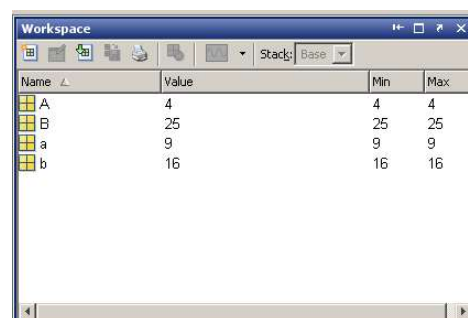 Workspace
Stack: Base
Name Value Min Max
A 4 4 4
B 25 25 25
a 9 9 9
b 16 16 16